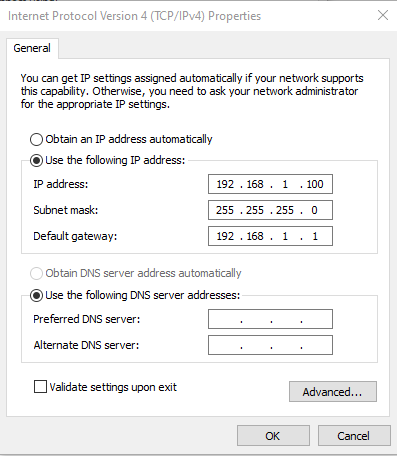 Internet Protocol Version 4 (TCP/IPv4) Properties
General
You can get IP settings assigned automatically if your network supports
this capability. Otherwise, you need to ask your network administrator
for the appropriate IP settings.
Obtain an IP address automatically
Use the following IP address:
IP address: 192 . 168 . 1 . 100
Subnet mask: 255 . 255 . 255 . 0
Default gateway: 192 . 168 . 1 . 1
Obtain DNS server address automatically
Use the following DNS server addresses:
Preferred DNS server: . . .
Alternate DNS server: . . .
Validate settings upon exit
Advanced...
OK Cancel